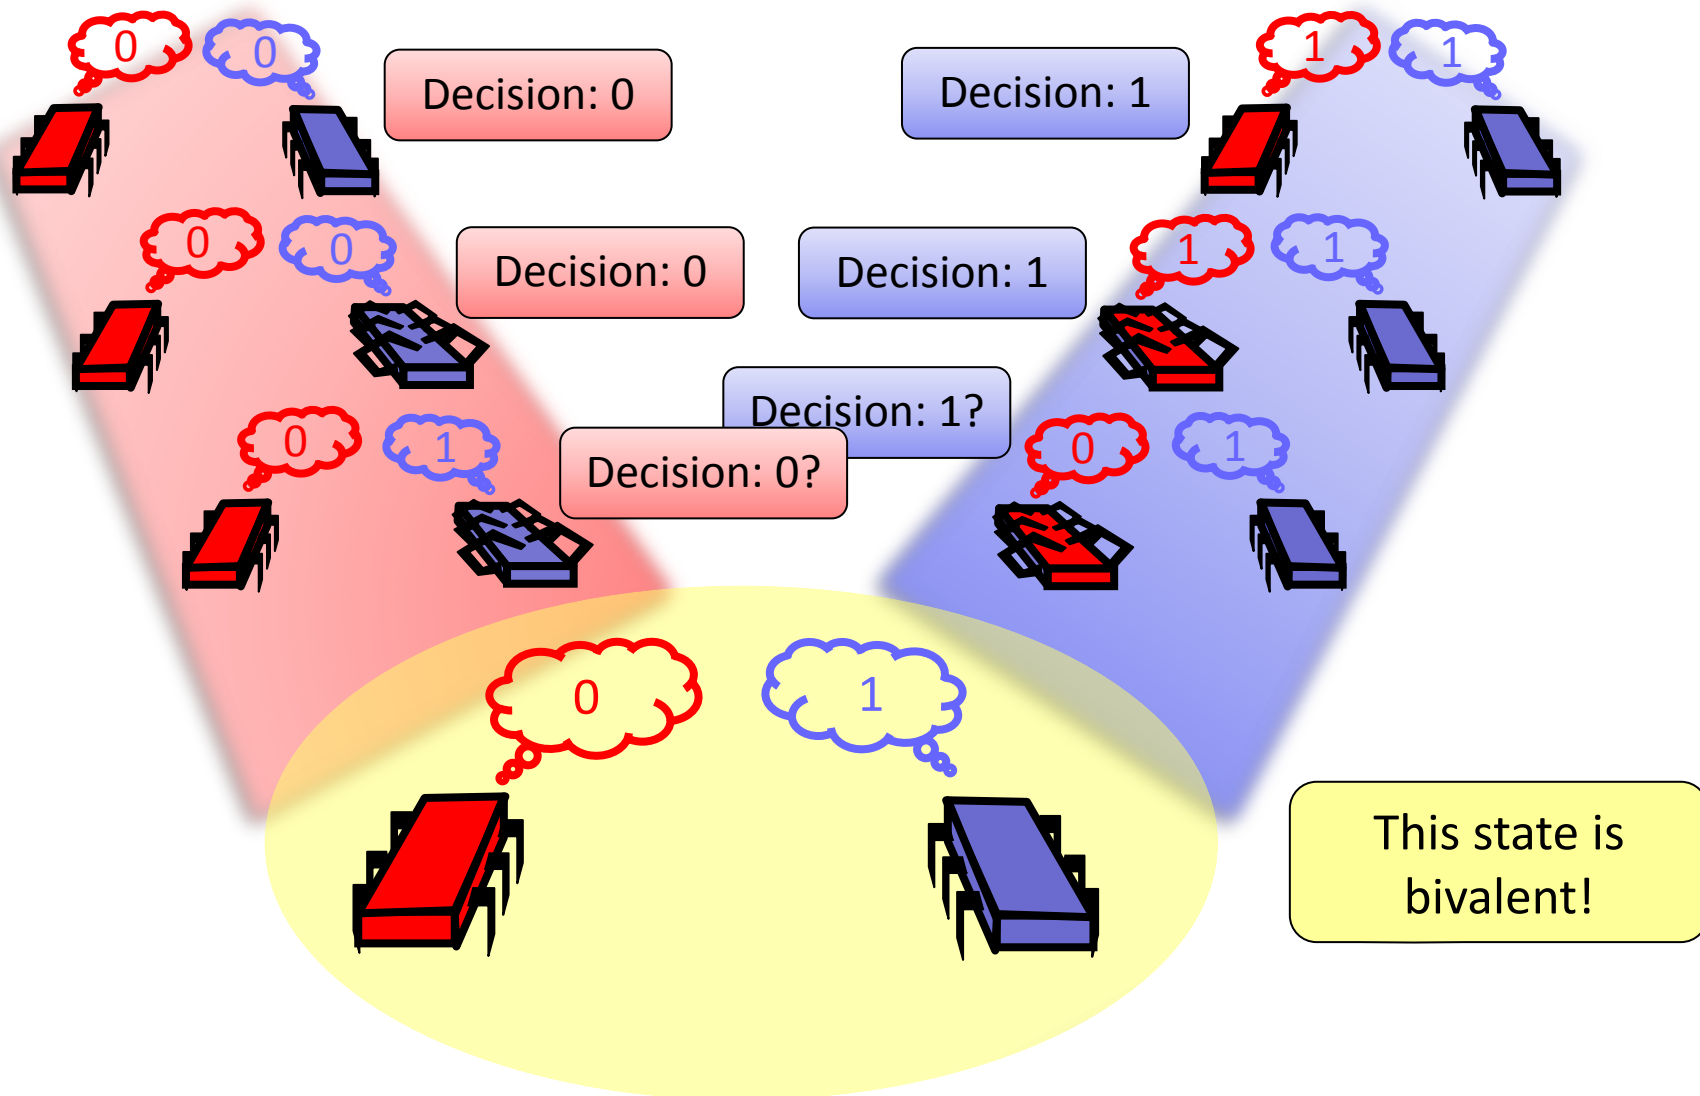 0 0 Decision: 0 Decision: 1 1 1
0 0 Decision: 0 Decision: 1 1 1
0 1 Decision: 1? 0 1
Decision: 0?
0 1
This state is
bivalent!